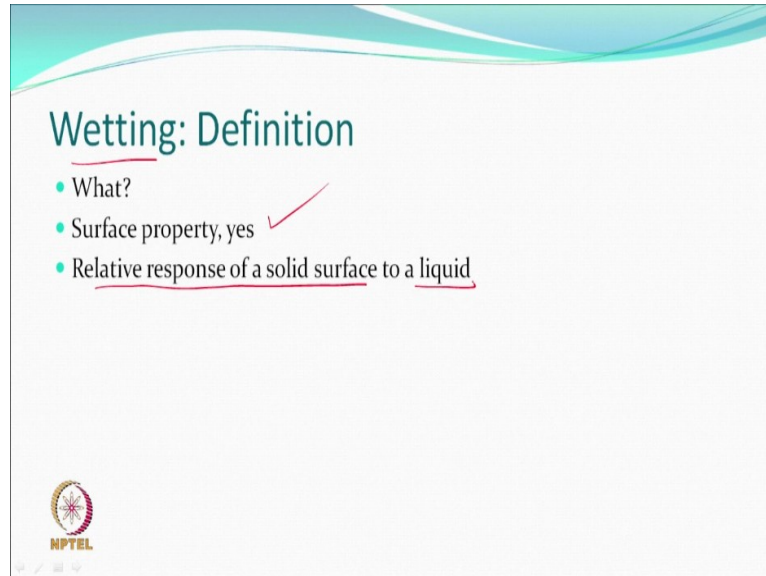 Wetting: Definition
What?
Surface property, yes
Relative response of a solid surface to a liquid
NPTEL